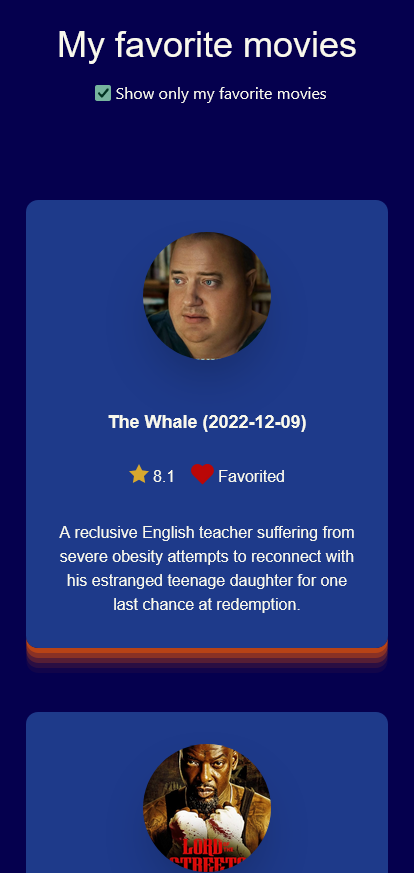 My favorite movies
Show only my favorite movies
The Whale (2022-12-09)
8.1 Favorited
A reclusive English teacher suffering from
severe obesity attempts to reconnect with
his estranged teenage daughter for one
last chance at redemption.
LORD OF THE
STREETS